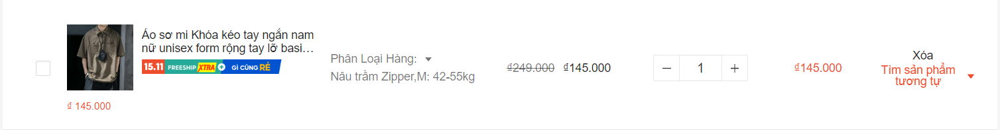 Áo sơ mi Khóa kéo tay ngắn nam
nữ unisex form rộng tay lỡ basi...
15.11 FREESHIP XTRA+ GÌ CŨNG RẺ
₫ 145.000
Phân Loại Hàng:
Nâu trầm Zipper,M: 42-55kg
₫249.000 ₫145.000
1
₫145.000
Xóa
Tìm sản phẩm
tương tự